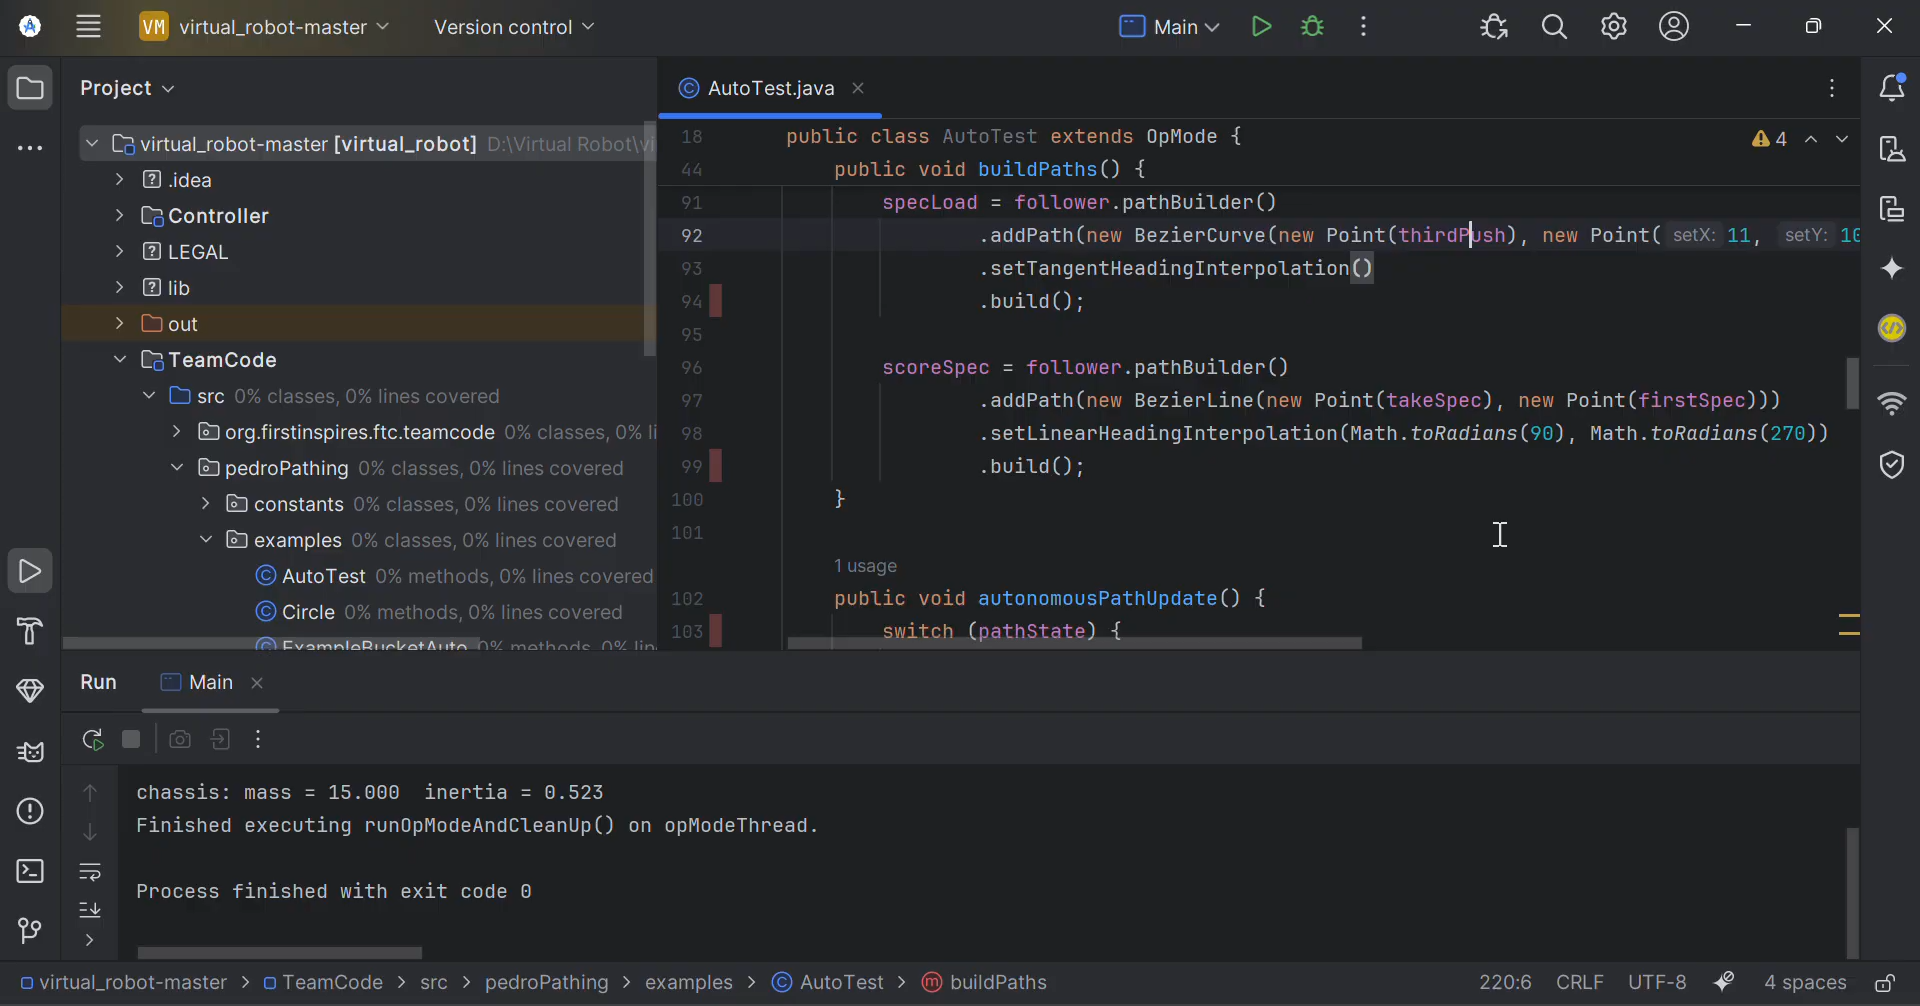 VM virtual_robot-master Version control Main
Project
AutoTest.java
virtual_robot-master [virtual_robot] D:\Virtual Robot\vi
.idea
Controller
LEGAL
lib
out
TeamCode
src 0% classes, 0% lines covered
org.firstinspires.ftc.teamcode 0% classes, 0% li
pedroPathing 0% classes, 0% lines covered
constants 0% classes, 0% lines covered
examples 0% classes, 0% lines covered
AutoTest 0% methods, 0% lines covered
Circle 0% methods, 0% lines covered
ExampleBucketAuto 0% methods, 0% line
18 public class AutoTest extends OpMode {
4
44 public void buildPaths() {
91 specLoad = follower.pathBuilder()
92 .addPath(new BezierCurve(new Point(thirdPush), new Point( setX: 11, setY: 10
93 .setTangentHeadingInterpolation()
94 .build();
95
96 scoreSpec = follower.pathBuilder()
97 .addPath(new BezierLine(new Point(takeSpec), new Point(firstSpec)))
98 .setLinearHeadingInterpolation(Math.toRadians(90), Math.toRadians(270))
99 .build();
100 }
101
1 usage
102 public void autonomousPathUpdate() {
103 switch (pathState) {
Run Main
chassis: mass = 15.000 inertia = 0.523
Finished executing runOpModeAndCleanUp() on opModeThread.
Process finished with exit code 0
virtual_robot-master > TeamCode > src > pedroPathing > examples > AutoTest > buildPaths
220:6 CRLF UTF-8 4 spaces